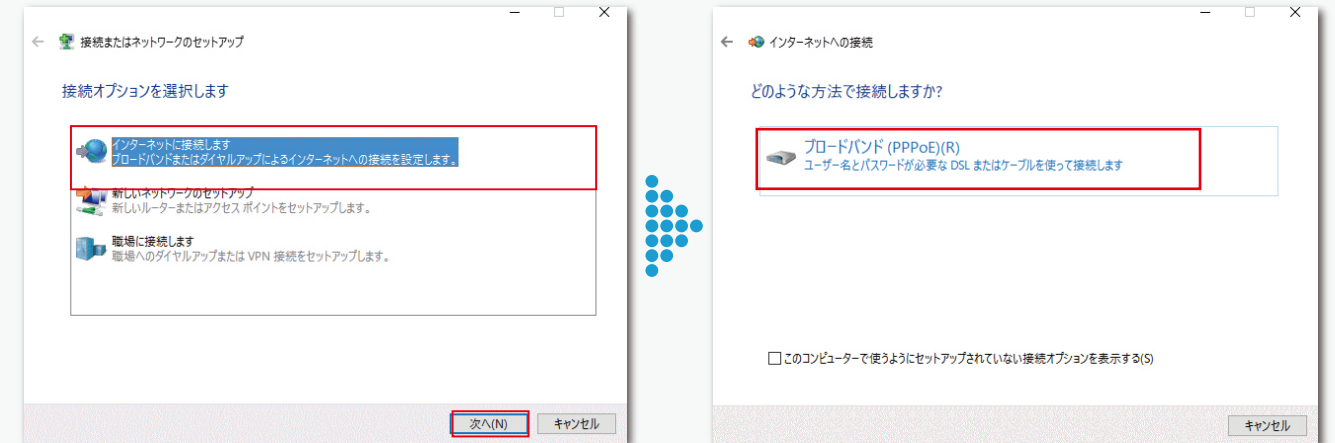 接続またはネットワークのセットアップ
接続オプションを選択します
インターネットに接続します
ブロードバンドまたはダイヤルアップによるインターネットへの接続を設定します。
新しいネットワークのセットアップ
新しいルーターまたはアクセス ポイントをセットアップします。
職場に接続します
職場へのダイヤルアップまたは VPN 接続をセットアップします。
次へ(N)
キャンセル
インターネットへの接続
どのような方法で接続しますか?
ブロードバンド (PPPoE)(R)
ユーザー名とパスワードが必要な DSL またはケーブルを使って接続します
このコンピューターで使うようにセットアップされていない接続オプションを表示する(S)
キャンセル